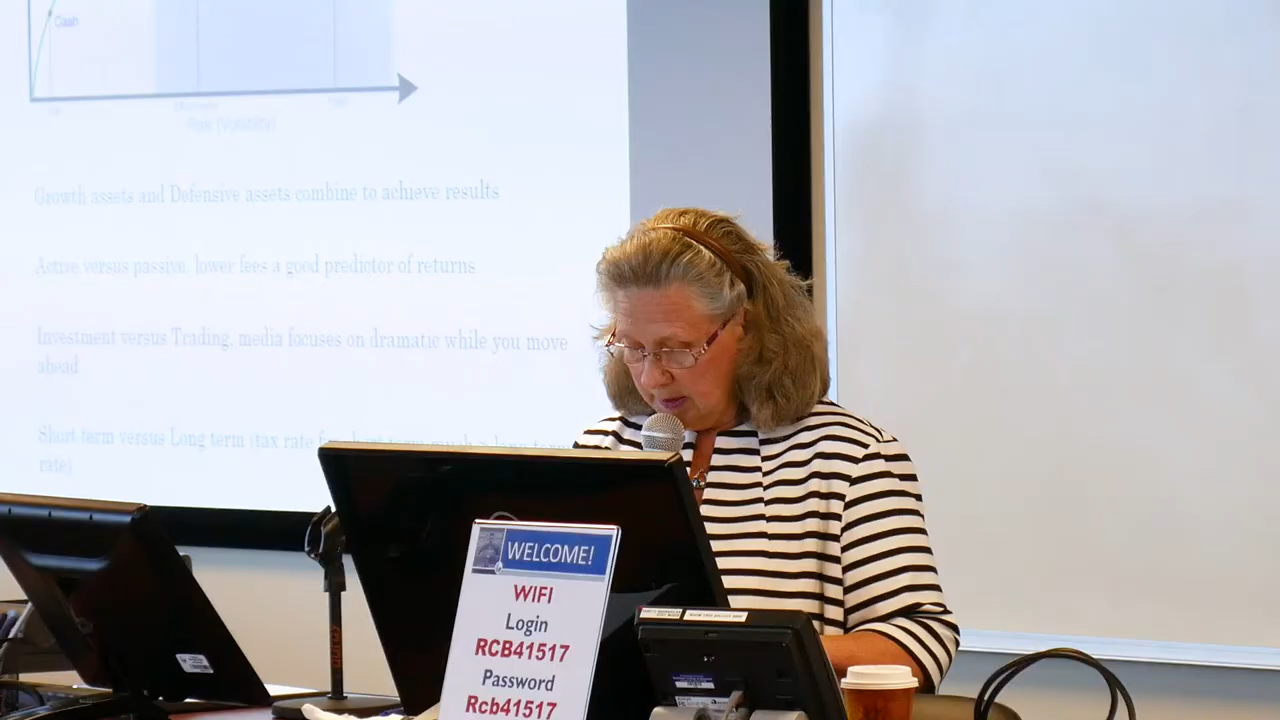 Cash
Risk (Volatility)
Growth assets and Defensive assets combine to achieve results
Active versus passive, lower fees a good predictor of returns
Investment versus Trading, media focuses on dramatic while you move
ahead
Short-term versus Long term (tax rate
rate)
WELCOME!
WIFI
Login
RCB41517
Password
Rcb41517